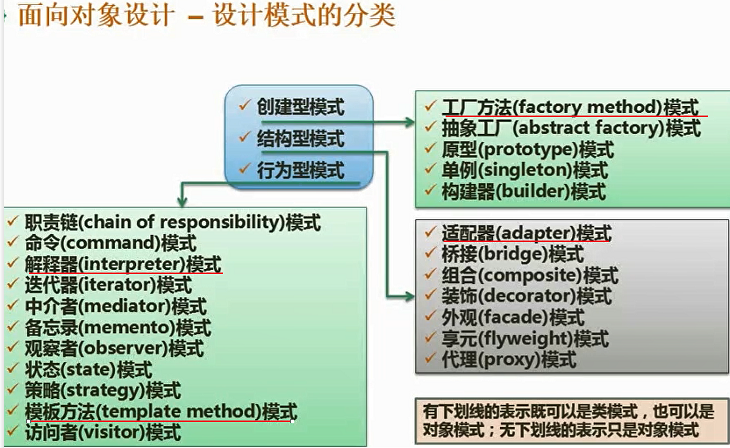 面向对象设计 – 设计模式的分类
创建型模式
结构型模式
行为型模式
工厂方法(factory method)模式
抽象工厂(abstract factory)模式
原型(prototype)模式
单例(singleton)模式
构建器(builder)模式
职责链(chain of responsibility)模式
命令(command)模式
解释器(interpreter)模式
迭代器(iterator)模式
中介者(mediator)模式
备忘录(memento)模式
观察者(observer)模式
状态(state)模式
策略(strategy)模式
模板方法(template method)模式
访问者(visitor)模式
适配器(adapter)模式
桥接(bridge)模式
组合(composite)模式
装饰(decorator)模式
外观(facade)模式
享元(flyweight)模式
代理(proxy)模式
有下划线的表示既可以是类模式，也可以是
对象模式；无下划线的表示只是对象模式